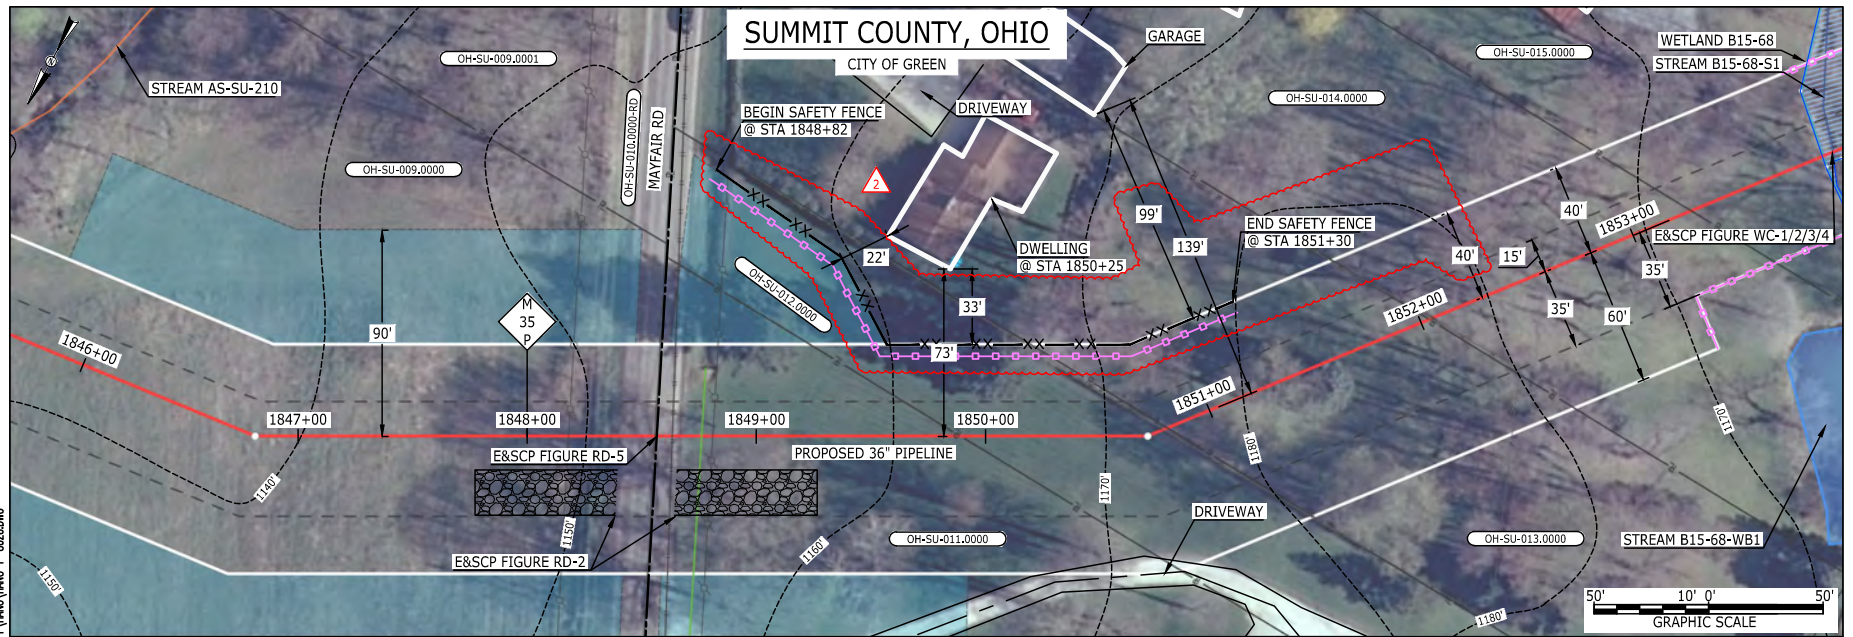 SUMMIT COUNTY, OHIO
CITY OF GREEN
N
STREAM AS-SU-210
OH-SU-009.0001
OH-SU-009.0000
OH-SU-010.0000-RD
MAYFAIR RD
BEGIN SAFETY FENCE
@ STA 1848+82
DRIVEWAY
GARAGE
OH-SU-014.0000
OH-SU-015.0000
WETLAND B15-68
STREAM B15-68-S1
2
22'
DWELLING
@ STA 1850+25
99'
139'
END SAFETY FENCE
@ STA 1851+30
40'
15'
40'
1853+00
E&SCP FIGURE WC-1/2/3/4
35'
35'
60'
OH-SU-012.0000
33'
73'
90'
M
35
P
1846+00
1847+00
1848+00
1849+00
1850+00
1851+00
1852+00
E&SCP FIGURE RD-5
PROPOSED 36" PIPELINE
E&SCP FIGURE RD-2
1140'
1150'
1150'
1160'
1170'
1180'
1180'
1170'
OH-SU-011.0000
DRIVEWAY
OH-SU-013.0000
STREAM B15-68-WB1
50' 10' 0' 50'
GRAPHIC SCALE